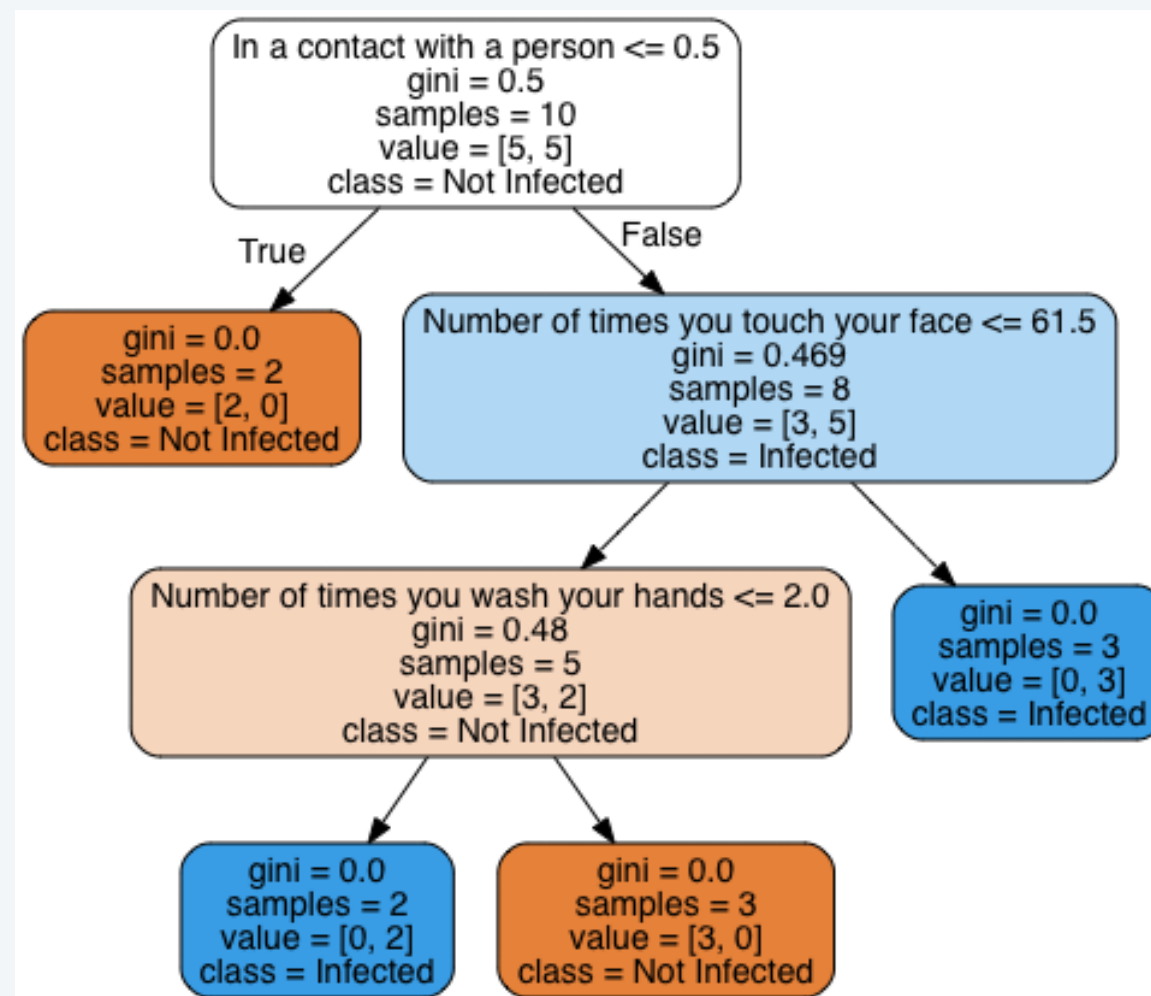 In a contact with a person <= 0.5
gini = 0.5
samples = 10
value = [5, 5]
class = Not Infected
True
False
gini = 0.0
samples = 2
value = [2, 0]
class = Not Infected
Number of times you touch your face <= 61.5
gini = 0.469
samples = 8
value = [3, 5]
class = Infected
Number of times you wash your hands <= 2.0
gini = 0.48
samples = 5
value = [3, 2]
class = Not Infected
gini = 0.0
samples = 3
value = [0, 3]
class = Infected
gini = 0.0
samples = 2
value = [0, 2]
class = Infected
gini = 0.0
samples = 3
value = [3, 0]
class = Not Infected